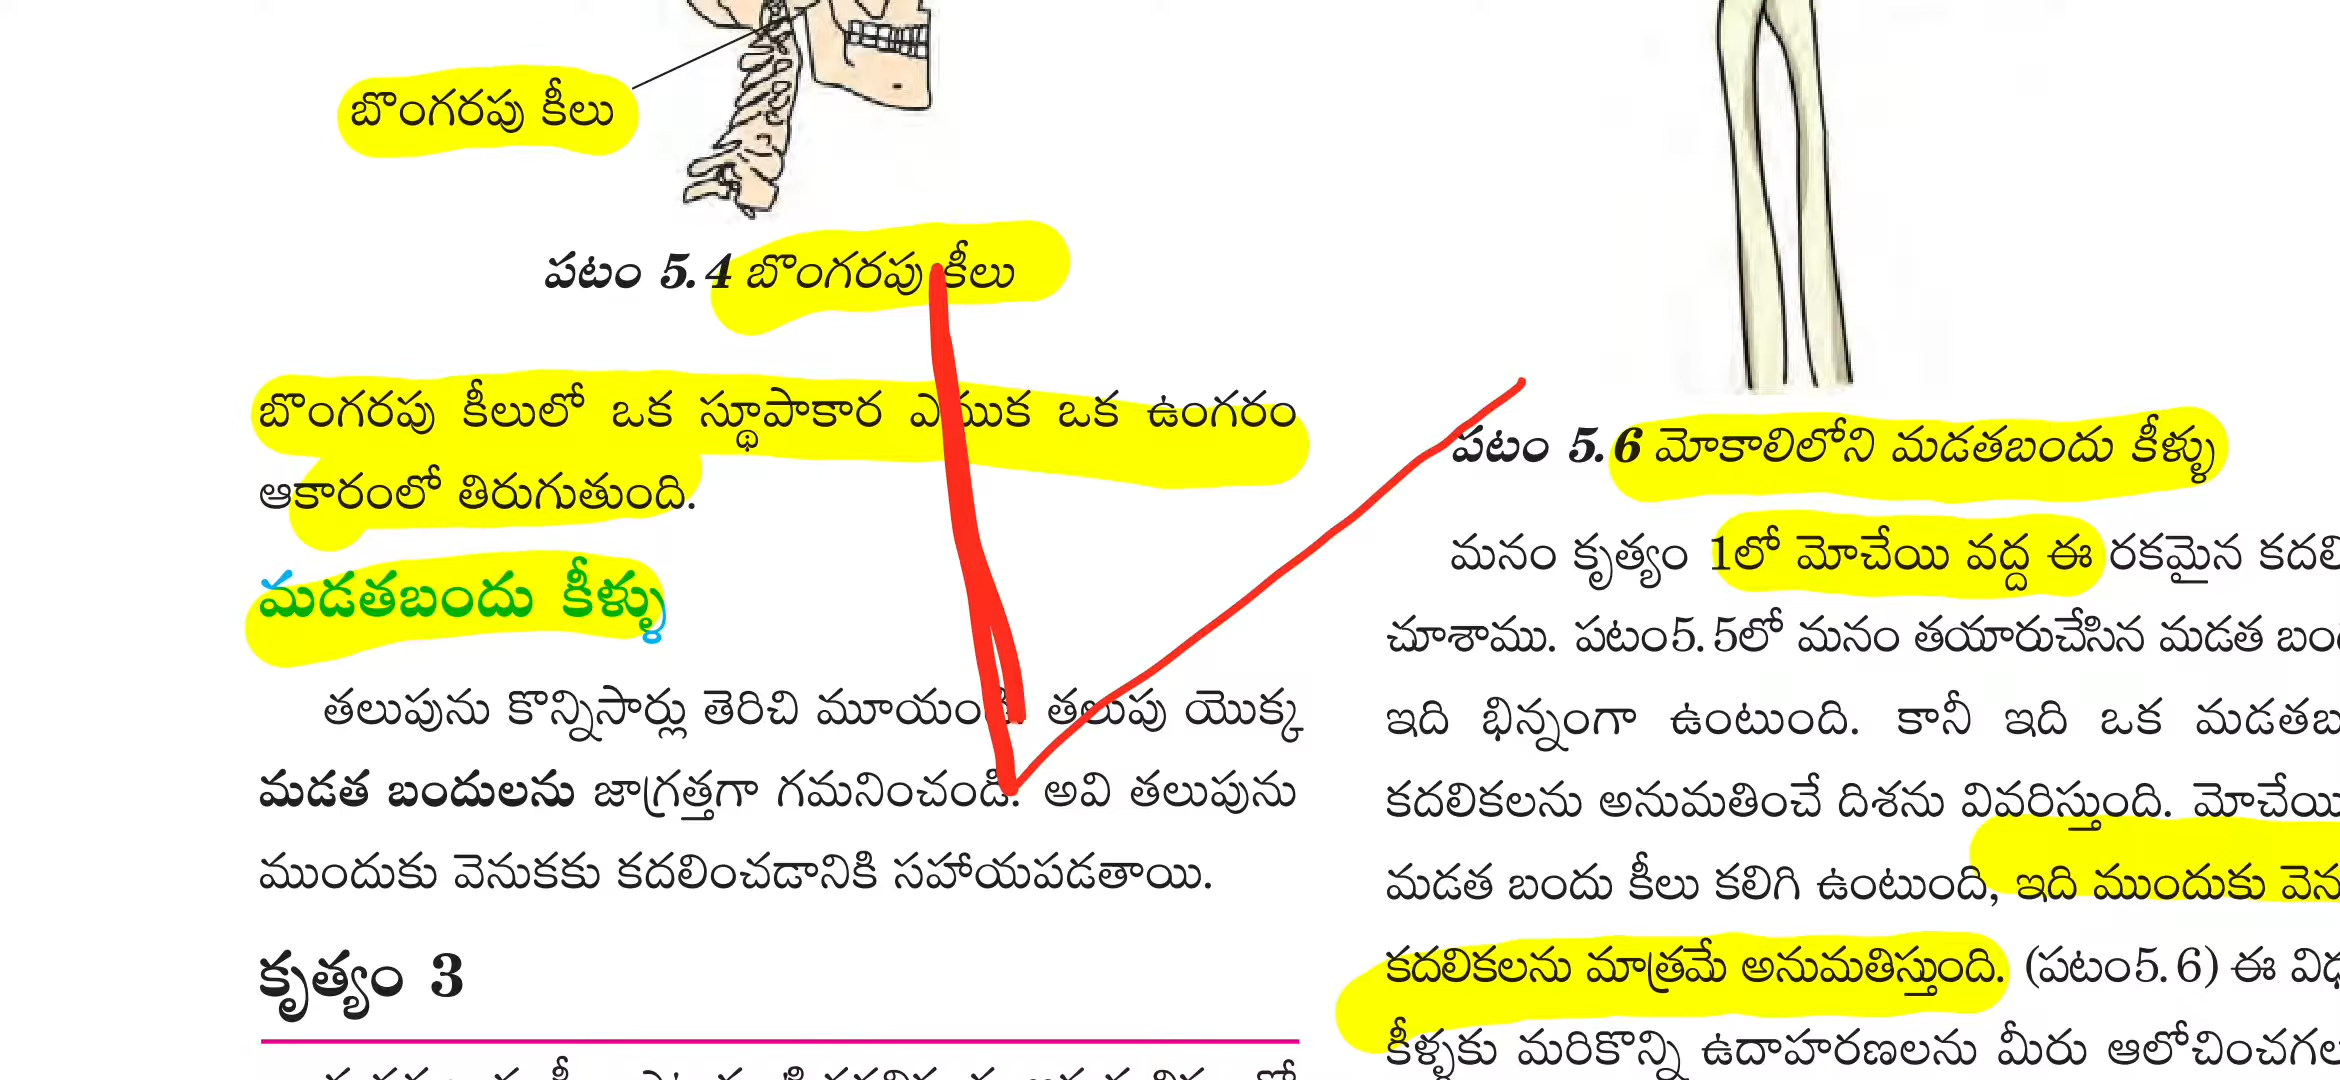 బొంగరపు కీలు
పటం 5.4 బొంగరపు కీలు
బొంగరపు కీలులో ఒక స్థూపాకార ఎముక ఒక ఉంగరం
ఆకారంలో తిరుగుతుంది.
మడతబందు కీళ్ళు
తలుపును కొన్నిసార్లు తెరిచి మూయండి. తలుపు యొక్క
మడత బందులను జాగ్రత్తగా గమనించండి. అవి తలుపును
ముందుకు వెనుకకు కదలించడానికి సహాయపడతాయి.
కృత్యం 3
పటం 5.6 మోకాలిలోని మడతబందు కీళ్ళు
మనం కృత్యం 1లో మోచేయి వద్ద ఈ రకమైన
చూశాము. పటం5.5లో మనం తయారుచేసిన మడత
ఇది భిన్నంగా ఉంటుంది. కానీ ఇది ఒక
కదలికలను అనుమతించే దిశను వివరిస్తుంది. మోచేయి
మడత బందు కీలు కలిగి ఉంటుంది, ఇది ముందుకు
కదలికలను మాత్రమే అనుమతిస్తుంది. (పటం5.6) ఈ
కీళ్ళకు మరికొన్ని ఉదాహరణలను మీరు